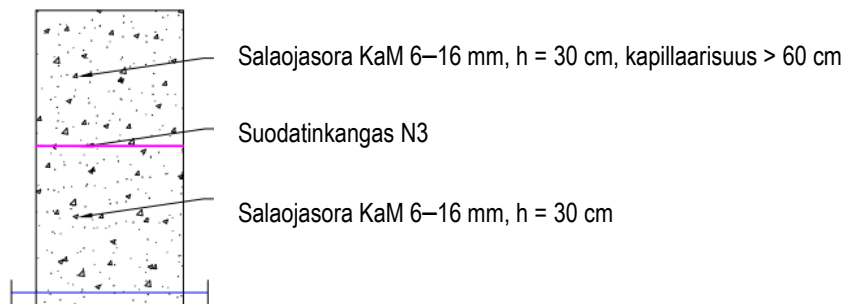 Salaojasora KaM 6–16 mm, h = 30 cm, kapillaarisuus > 60 cm
Suodatinkangas N3
Salaojasora KaM 6–16 mm, h = 30 cm